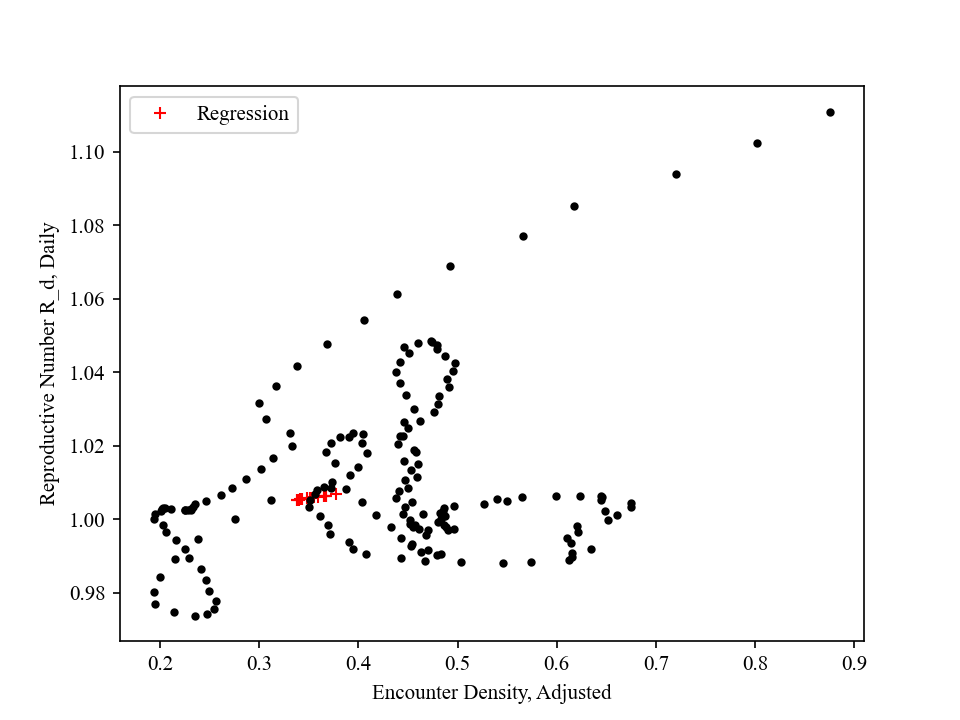 Regression
1.10
1.08
1.06
1.04
1.02
1.00
0.98
Reproductive Number R_d, Daily
0.2 0.3 0.4 0.5 0.6 0.7 0.8 0.9
Encounter Density, Adjusted